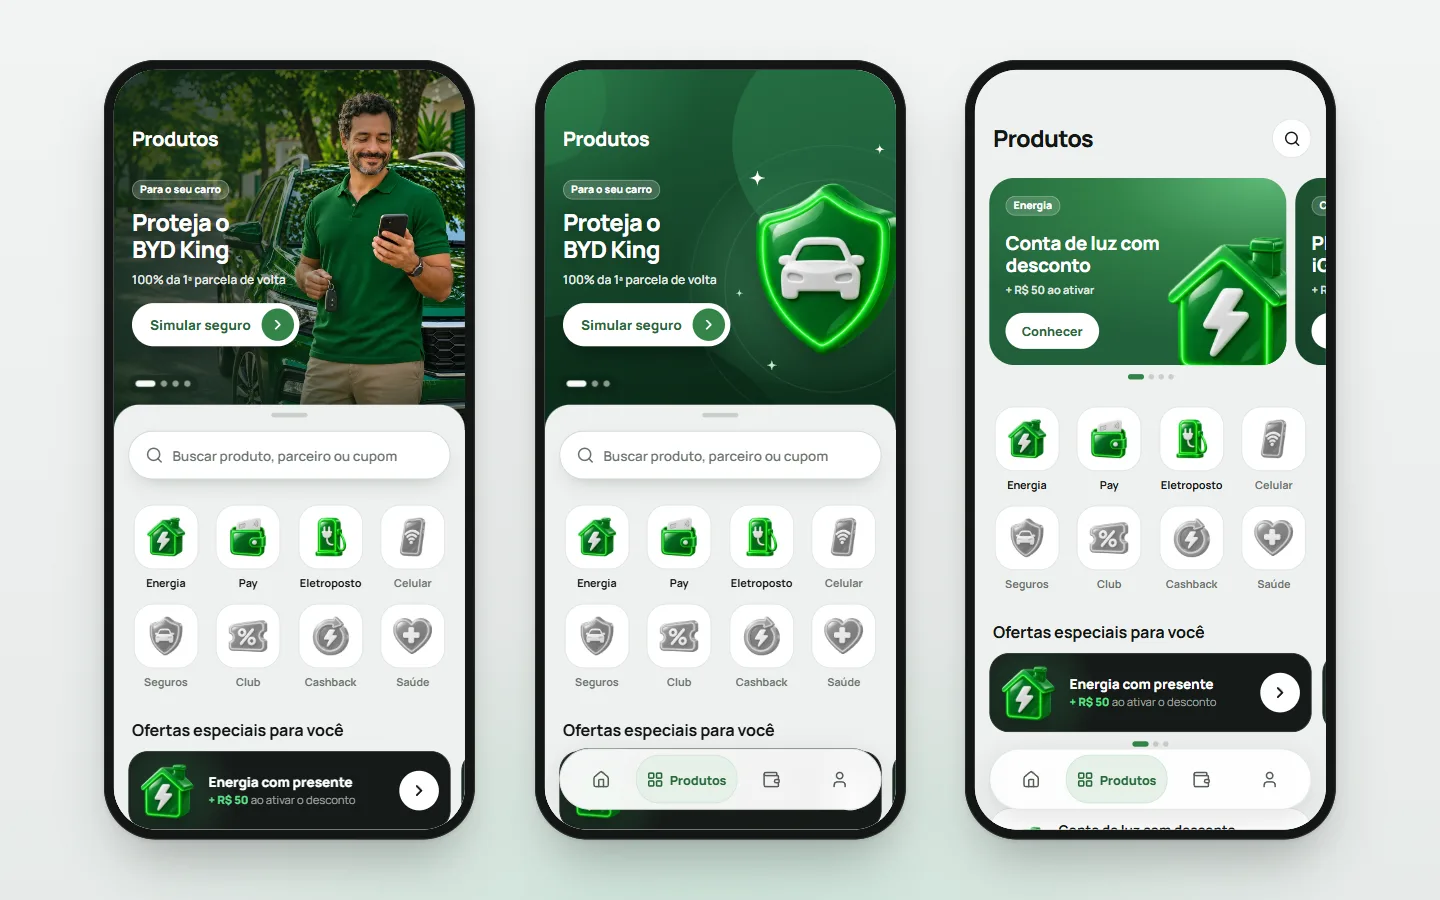 Produtos
Para o seu carro
Proteja o
BYD King
100% da 1ª parcela de volta
Simular seguro
Buscar produto, parceiro ou cupom
Energia
Pay
Eletroposto
Celular
Seguros
Club
Cashback
Saúde
Ofertas especiais para você
Energia com presente
+ R$ 50 ao ativar o desconto
Produtos
Para o seu carro
Proteja o
BYD King
100% da 1ª parcela de volta
Simular seguro
Buscar produto, parceiro ou cupom
Energia
Pay
Eletroposto
Celular
Seguros
Club
Cashback
Saúde
Ofertas especiais para você
Produtos
Produtos
Energia
Conta de luz com
desconto
+ R$ 50 ao ativar
Conhecer
Energia
Pay
Eletroposto
Celular
Seguros
Club
Cashback
Saúde
Ofertas especiais para você
Energia com presente
+ R$ 50 ao ativar o desconto
Produtos
Conta de luz com desconto